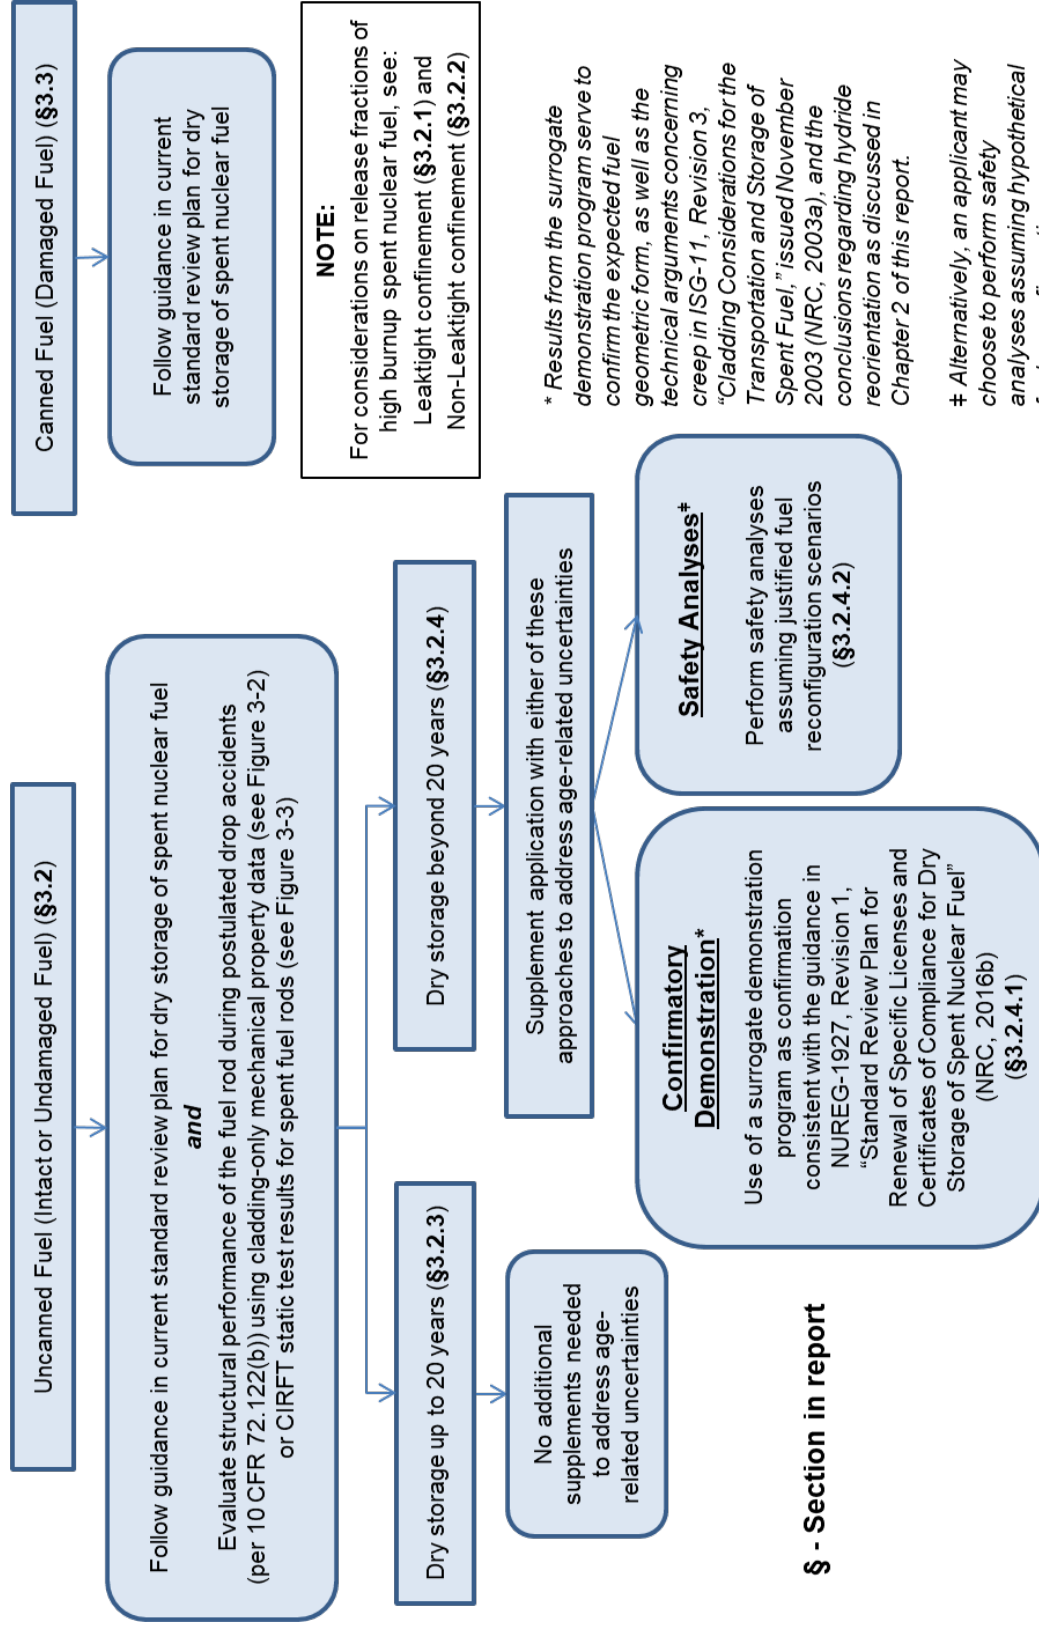 Uncanned Fuel (Intact or Undamaged Fuel) (§3.2)
Follow guidance in current standard review plan for dry storage of spent nuclear fuel
and
Evaluate structural performance of the fuel rod during postulated drop accidents
(per 10 CFR 72.122(b)) using cladding-only mechanical property data (see Figure 3-2)
or CIRFT static test results for spent fuel rods (see Figure 3-3)
Dry storage up to 20 years (§3.2.3)
No additional
supplements needed
to address age-
related uncertainties
Dry storage beyond 20 years (§3.2.4)
Supplement application with either of these
approaches to address age-related uncertainties
Confirmatory
Demonstration*
Use of a surrogate demonstration
program as confirmation
consistent with the guidance in
NUREG-1927, Revision 1,
“Standard Review Plan for
Renewal of Specific Licenses and
Certificates of Compliance for Dry
Storage of Spent Nuclear Fuel”
(NRC, 2016b)
(§3.2.4.1)
Safety Analyses‡
Perform safety analyses
assuming justified fuel
reconfiguration scenarios
(§3.2.4.2)
Canned Fuel (Damaged Fuel) (§3.3)
Follow guidance in current
standard review plan for dry
storage of spent nuclear fuel
NOTE:
For considerations on release fractions of
high burnup spent nuclear fuel, see:
Leaktight confinement (§3.2.1) and
Non-Leaktight confinement (§3.2.2)
* Results from the surrogate
demonstration program serve to
confirm the expected fuel
geometric form, as well as the
technical arguments concerning
creep in ISG-11, Revision 3,
“Cladding Considerations for the
Transportation and Storage of
Spent Fuel,” issued November
2003 (NRC, 2003a), and the
conclusions regarding hydride
reorientation as discussed in
Chapter 2 of this report.
‡ Alternatively, an applicant may
choose to perform safety
analyses assuming hypothetical
§ - Section in report